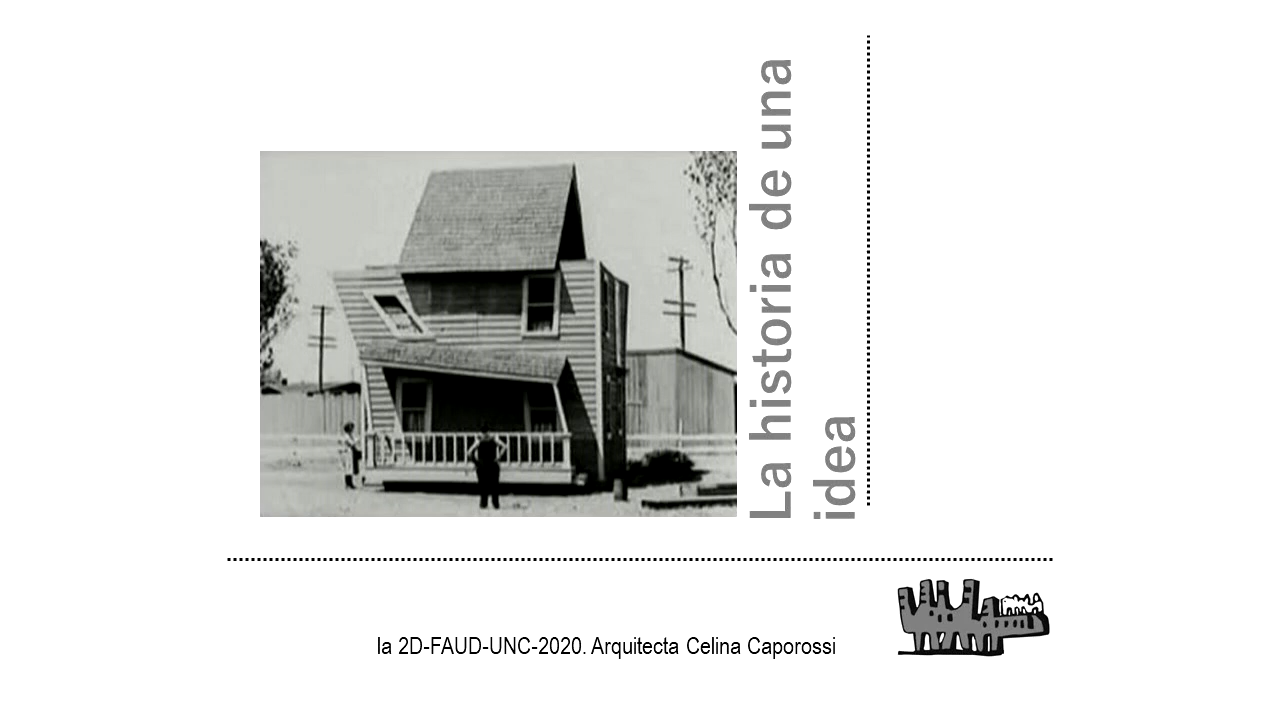 La historia de una
idea
Ia 2D-FAUD-UNC-2020. Arquitecta Celina Caporossi